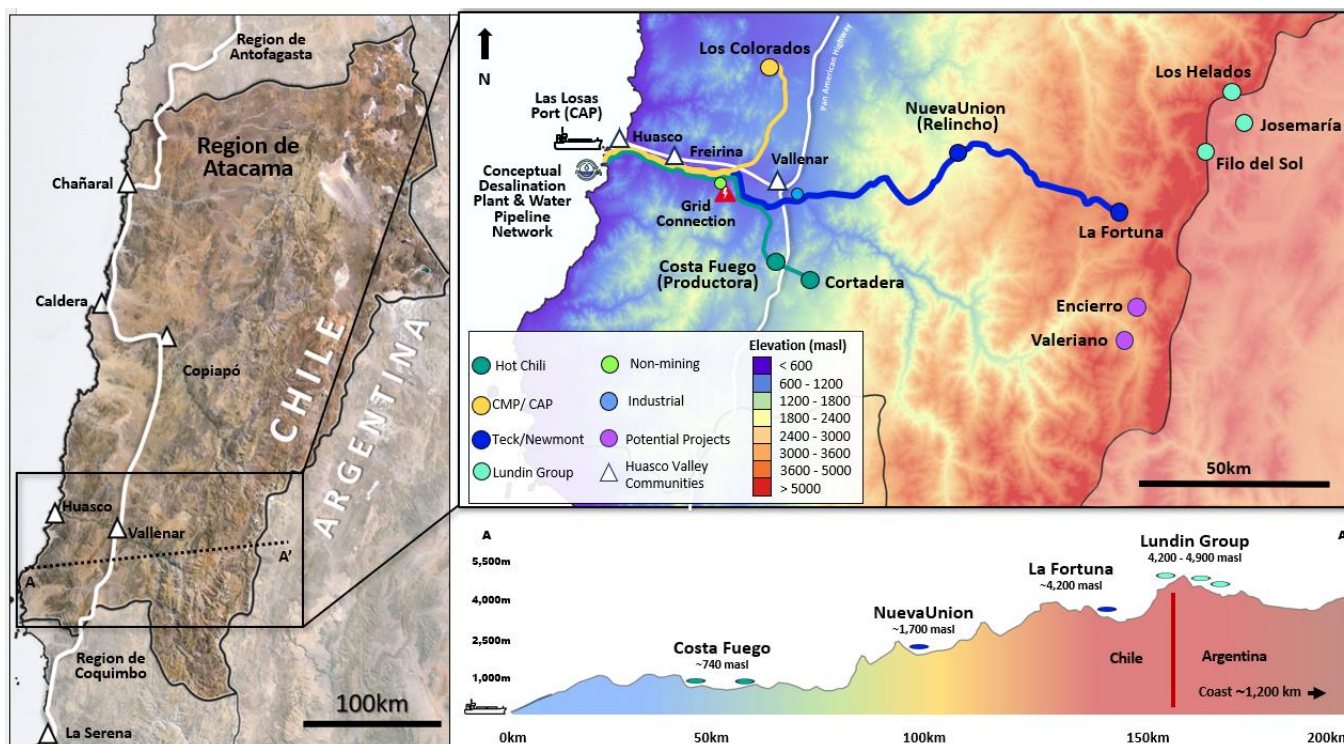 Region de
Antofagasta
Region de
Atacama
Chañaral
Caldera
Copiapó
CHILE
ARGENTINA
Huasco
Vallenar
A
A'
Region de
Coquimbo
La Serena
100km
N
Los Colorados
Pan American Highway
Las Losas
Port (CAP)
Huasco
Freirina
Vallenar
NuevaUnion
(Relincho)
Los Helados
Josemaría
Filo del Sol
Conceptual
Desalination
Plant & Water
Pipeline
Network
Grid
Connection
La Fortuna
Costa Fuego
(Productora)
Cortadera
Encierro
Valeriano
Hot Chili
CMP/ CAP
Teck/Newmont
Lundin Group
Non-mining
Industrial
Potential Projects
Huasco Valley
Communities
Elevation (masl)
< 600
600 - 1200
1200 - 1800
1800 - 2400
2400 - 3000
3000 - 3600
3600 - 5000
> 5000
50km
A
A
5,500m
4,000m
2,500m
1,000m
Costa Fuego
~740 masl
NuevaUnion
~1,700 masl
La Fortuna
~4,200 masl
Lundin Group
4,200 - 4,900 masl
Chile
Argentina
Coast ~1,200 km
0km
50km
100km
150km
200km